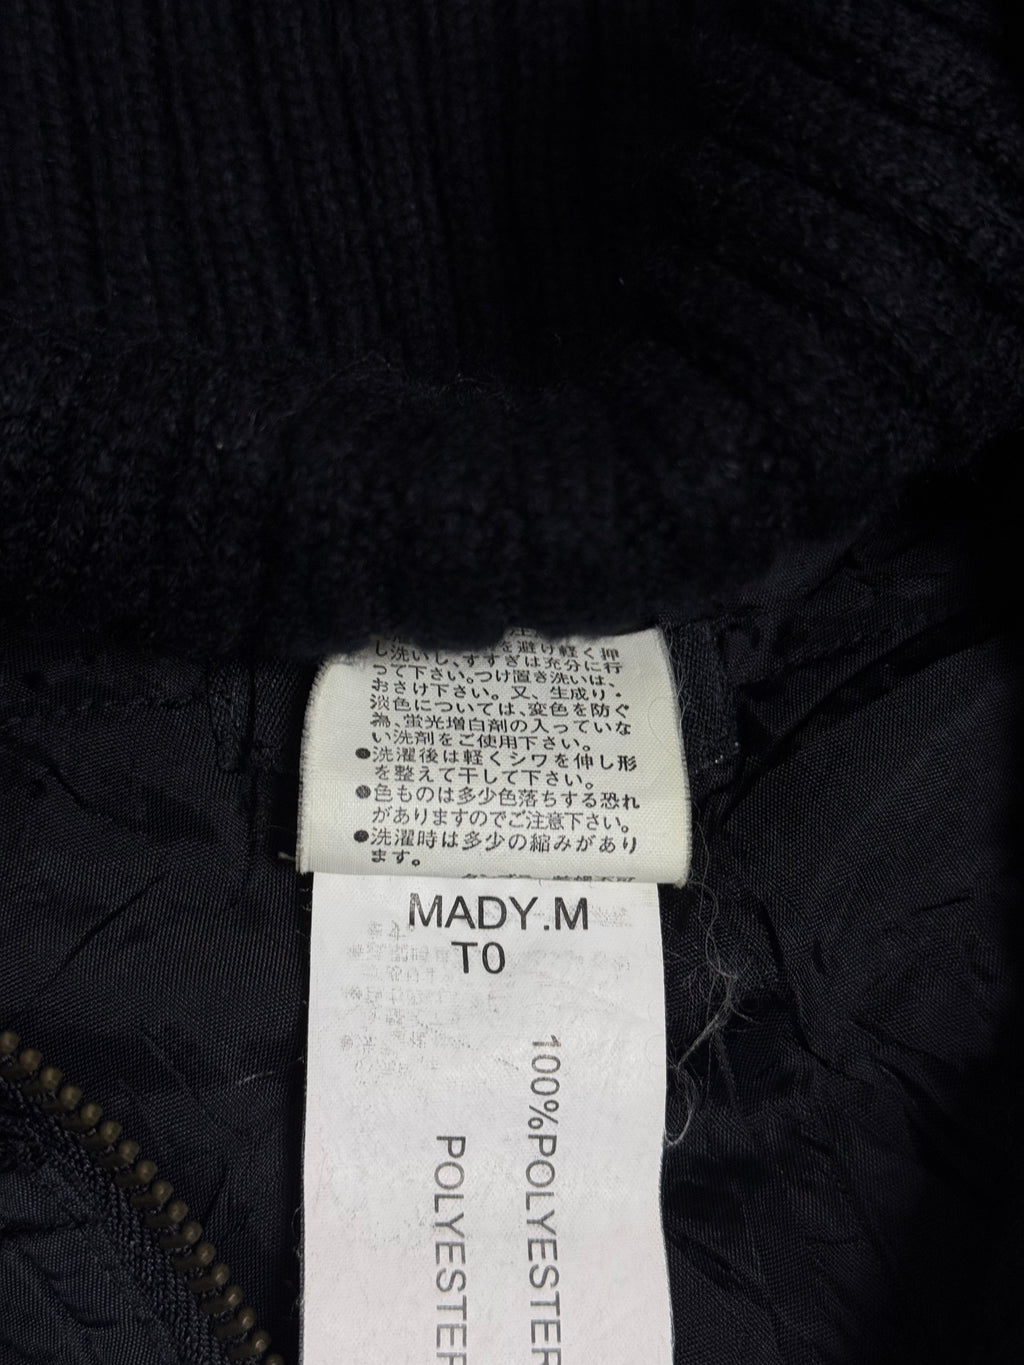 を避け軽く押
し洗いし、すすぎは充分に行
って下さい。つけ置き洗いは、
おさけ下さい。又、生成り・
淡色については、変色を防ぐ
為、蛍光増白剤の入っていな
い洗剤をご使用下さい。
●洗濯後は軽くシワを伸し形
を整えて干して下さい。
●色ものは多少色落ちする恐れ
がありますのでご注意下さい。
●洗濯時は多少の縮みがあり
ます。
MADY.M
T0
100%POLYESTER
POLYESTER